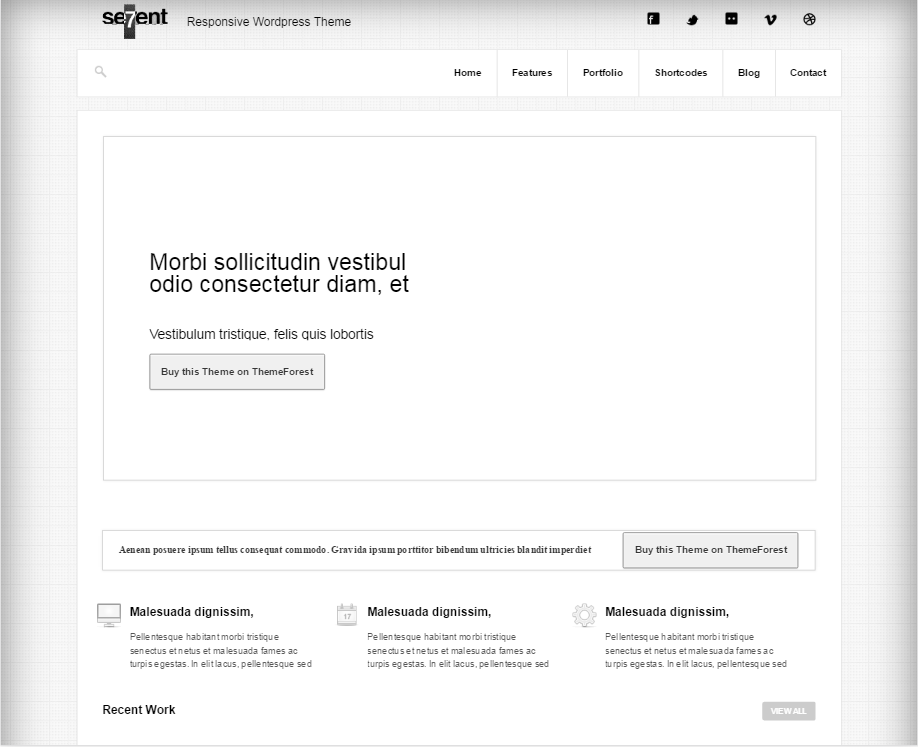 se7ent
Responsive Wordpress Theme
Home Features Portfolio Shortcodes Blog Contact
Morbi sollicitudin vestibul
odio consectetur diam, et
Vestibulum tristique, felis quis lobortis
Buy this Theme on ThemeForest
Aenean posuere ipsum tellus consequat commodo. Gravida ipsum porttitor bibendum ultricies blandit imperdiet
Buy this Theme on ThemeForest
Malesuada dignissim,
Pellentesque habitant morbi tristique
senectus et netus et malesuada fames ac
turpis egestas. In elit lacus, pellentesque sed
17
Malesuada dignissim,
Pellentesque habitant morbi tristique
senectus et netus et malesuada fames ac
turpis egestas. In elit lacus, pellentesque sed
Malesuada dignissim,
Pellentesque habitant morbi tristique
senectus et netus et malesuada fames ac
turpis egestas. In elit lacus, pellentesque sed
Recent Work
VIEW ALL